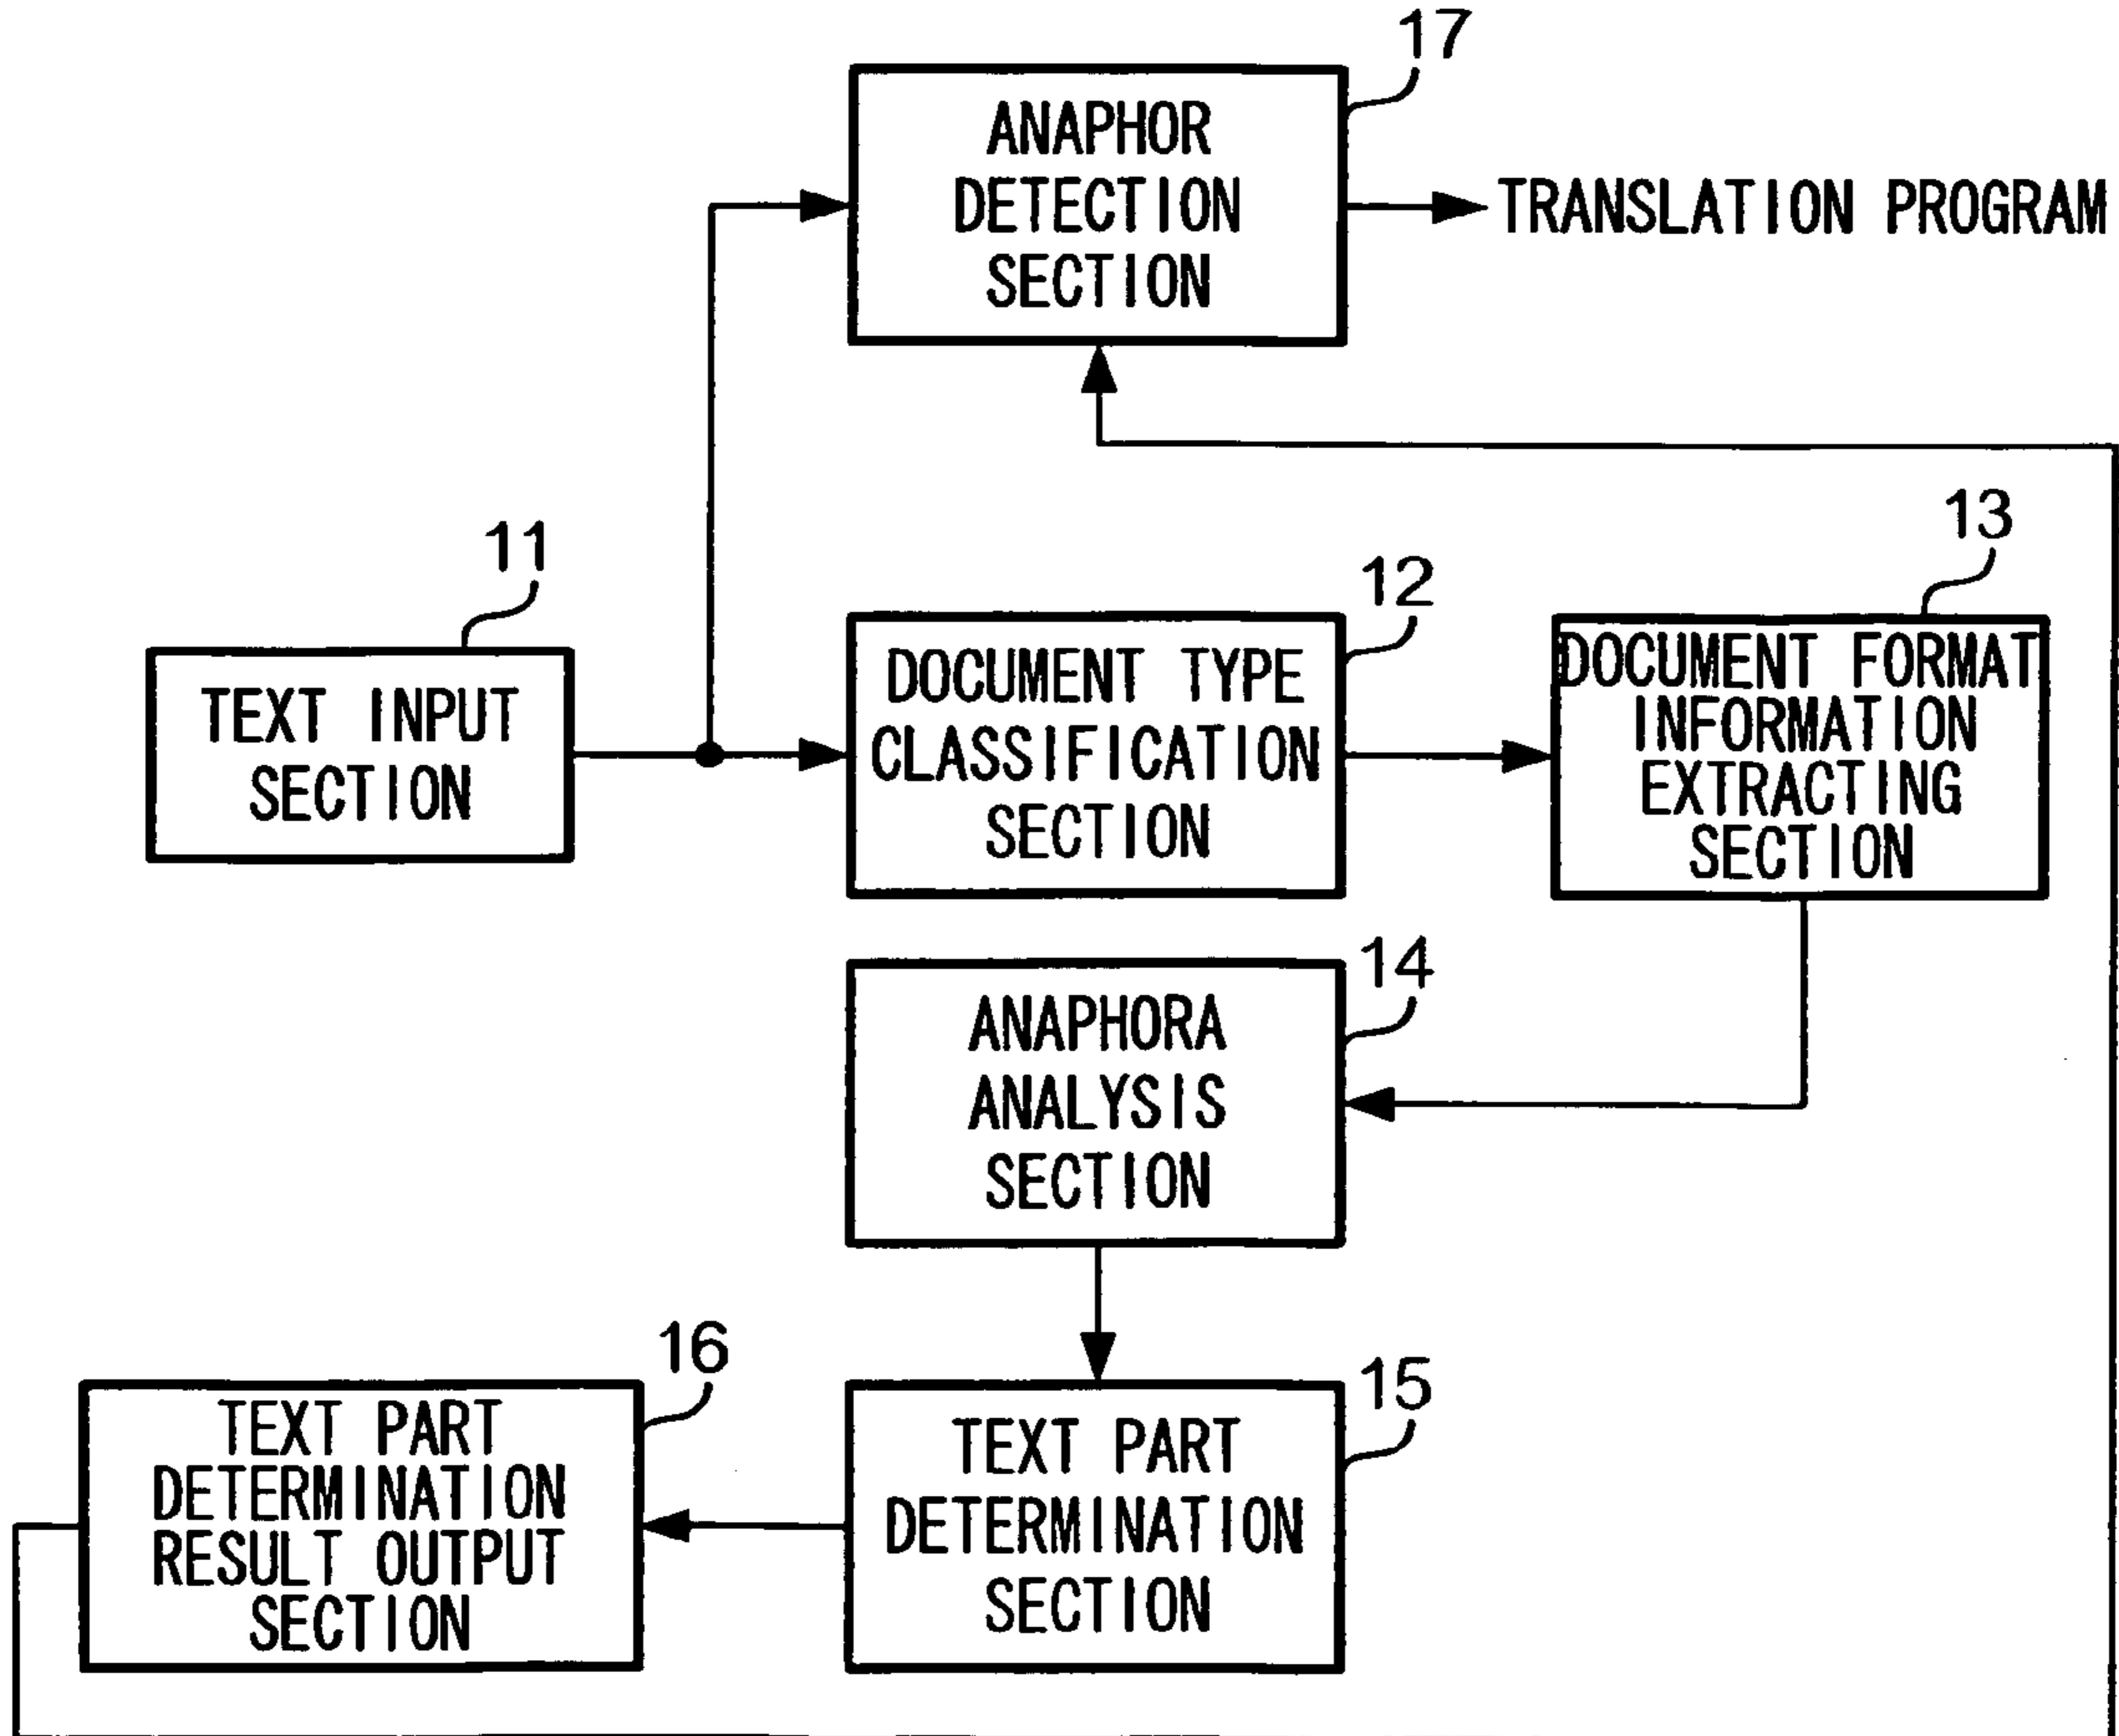 17
ANAPHOR
DETECTION
SECTION
TRANSLATION PROGRAM
11
TEXT INPUT
SECTION
12
DOCUMENT TYPE
CLASSIFICATION
SECTION
13
DOCUMENT FORMAT
INFORMATION
EXTRACTING
SECTION
14
ANAPHORA
ANALYSIS
SECTION
16
TEXT PART
DETERMINATION
RESULT OUTPUT
SECTION
15
TEXT PART
DETERMINATION
SECTION